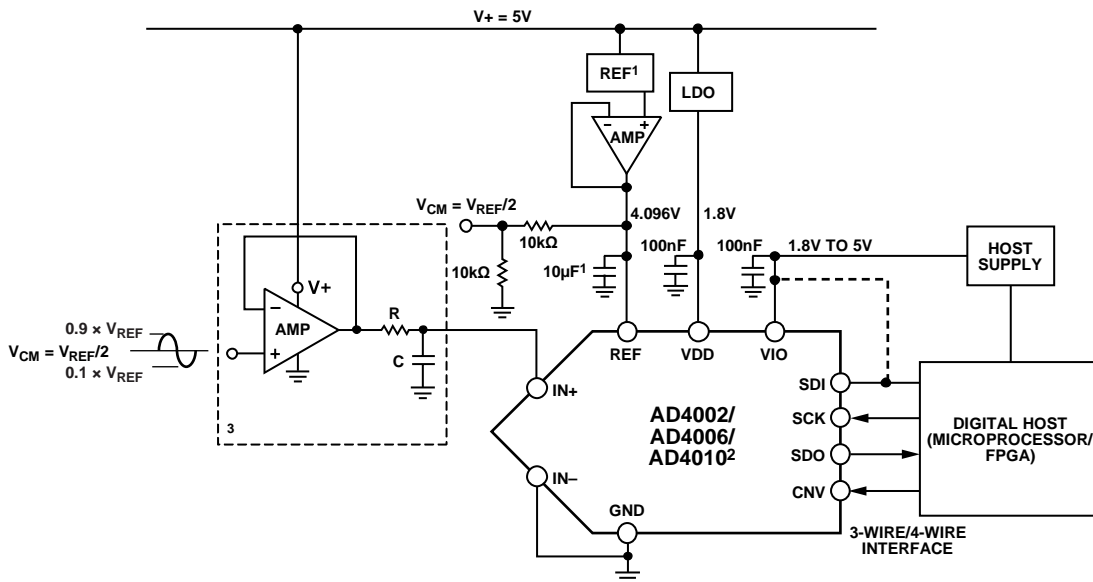 V+ = 5V
REF1
LDO
− +
AMP
VCM = VREF/2
10kΩ
4.096V
1.8V
10kΩ
10µF1
100nF
100nF
1.8V TO 5V
HOST
SUPPLY
V+
−
AMP
+
R
C
0.9 × VREF
VCM = VREF/2
0.1 × VREF
3
REF
VDD
VIO
IN+
IN−
GND
AD4002/
AD4006/
AD40102
SDI
SCK
SDO
CNV
DIGITAL HOST
(MICROPROCESSOR/
FPGA)
3-WIRE/4-WIRE
INTERFACE